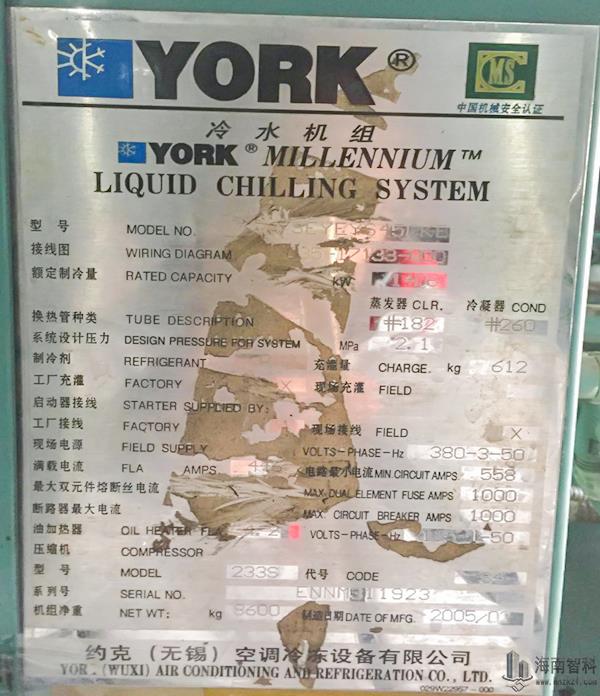 YORK®
CMS
中国机械安全认证
冷水机组
YORK® MILLENNIUM™
LIQUID CHILLING SYSTEM
型号 MODEL NO.
接线图 WIRING DIAGRAM
额定制冷量 RATED CAPACITY kW
蒸发器 CLR. 冷凝器 COND
换热管种类 TUBE DESCRIPTION #182 #260
系统设计压力 DESIGN PRESSURE FOR SYSTEM MPa 2.1
制冷剂 REFRIGERANT 充灌量 CHARGE. kg 612
工厂充灌 FACTORY X 现场充灌 FIELD
启动器接线 STARTER SUPPLIED BY:
工厂接线 FACTORY 现场接线 FIELD X
现场电源 FIELD SUPPLY VOLTS-PHASE-Hz 380-3-50
满载电流 FLA AMPS 电路最小电流 MIN. CIRCUIT AMPS 558
最大双元件熔断丝电流 MAX. DUAL ELEMENT FUSE AMPS 1000
断路器最大电流 MAX. CIRCUIT BREAKER AMPS 1000
油加热器 OIL HEATER VOLTS-PHASE-Hz
压缩机 COMPRESSOR
型号 MODEL 233S 代号 CODE
系列号 SERIAL NO.
机组净重 NET WT: kg 制造日期 DATE OF MFG.
约克(无锡)空调冷冻设备有限公司
(WUXI) AIR CONDITIONING AND REFRIGERATION CO., LTD.
海南智科